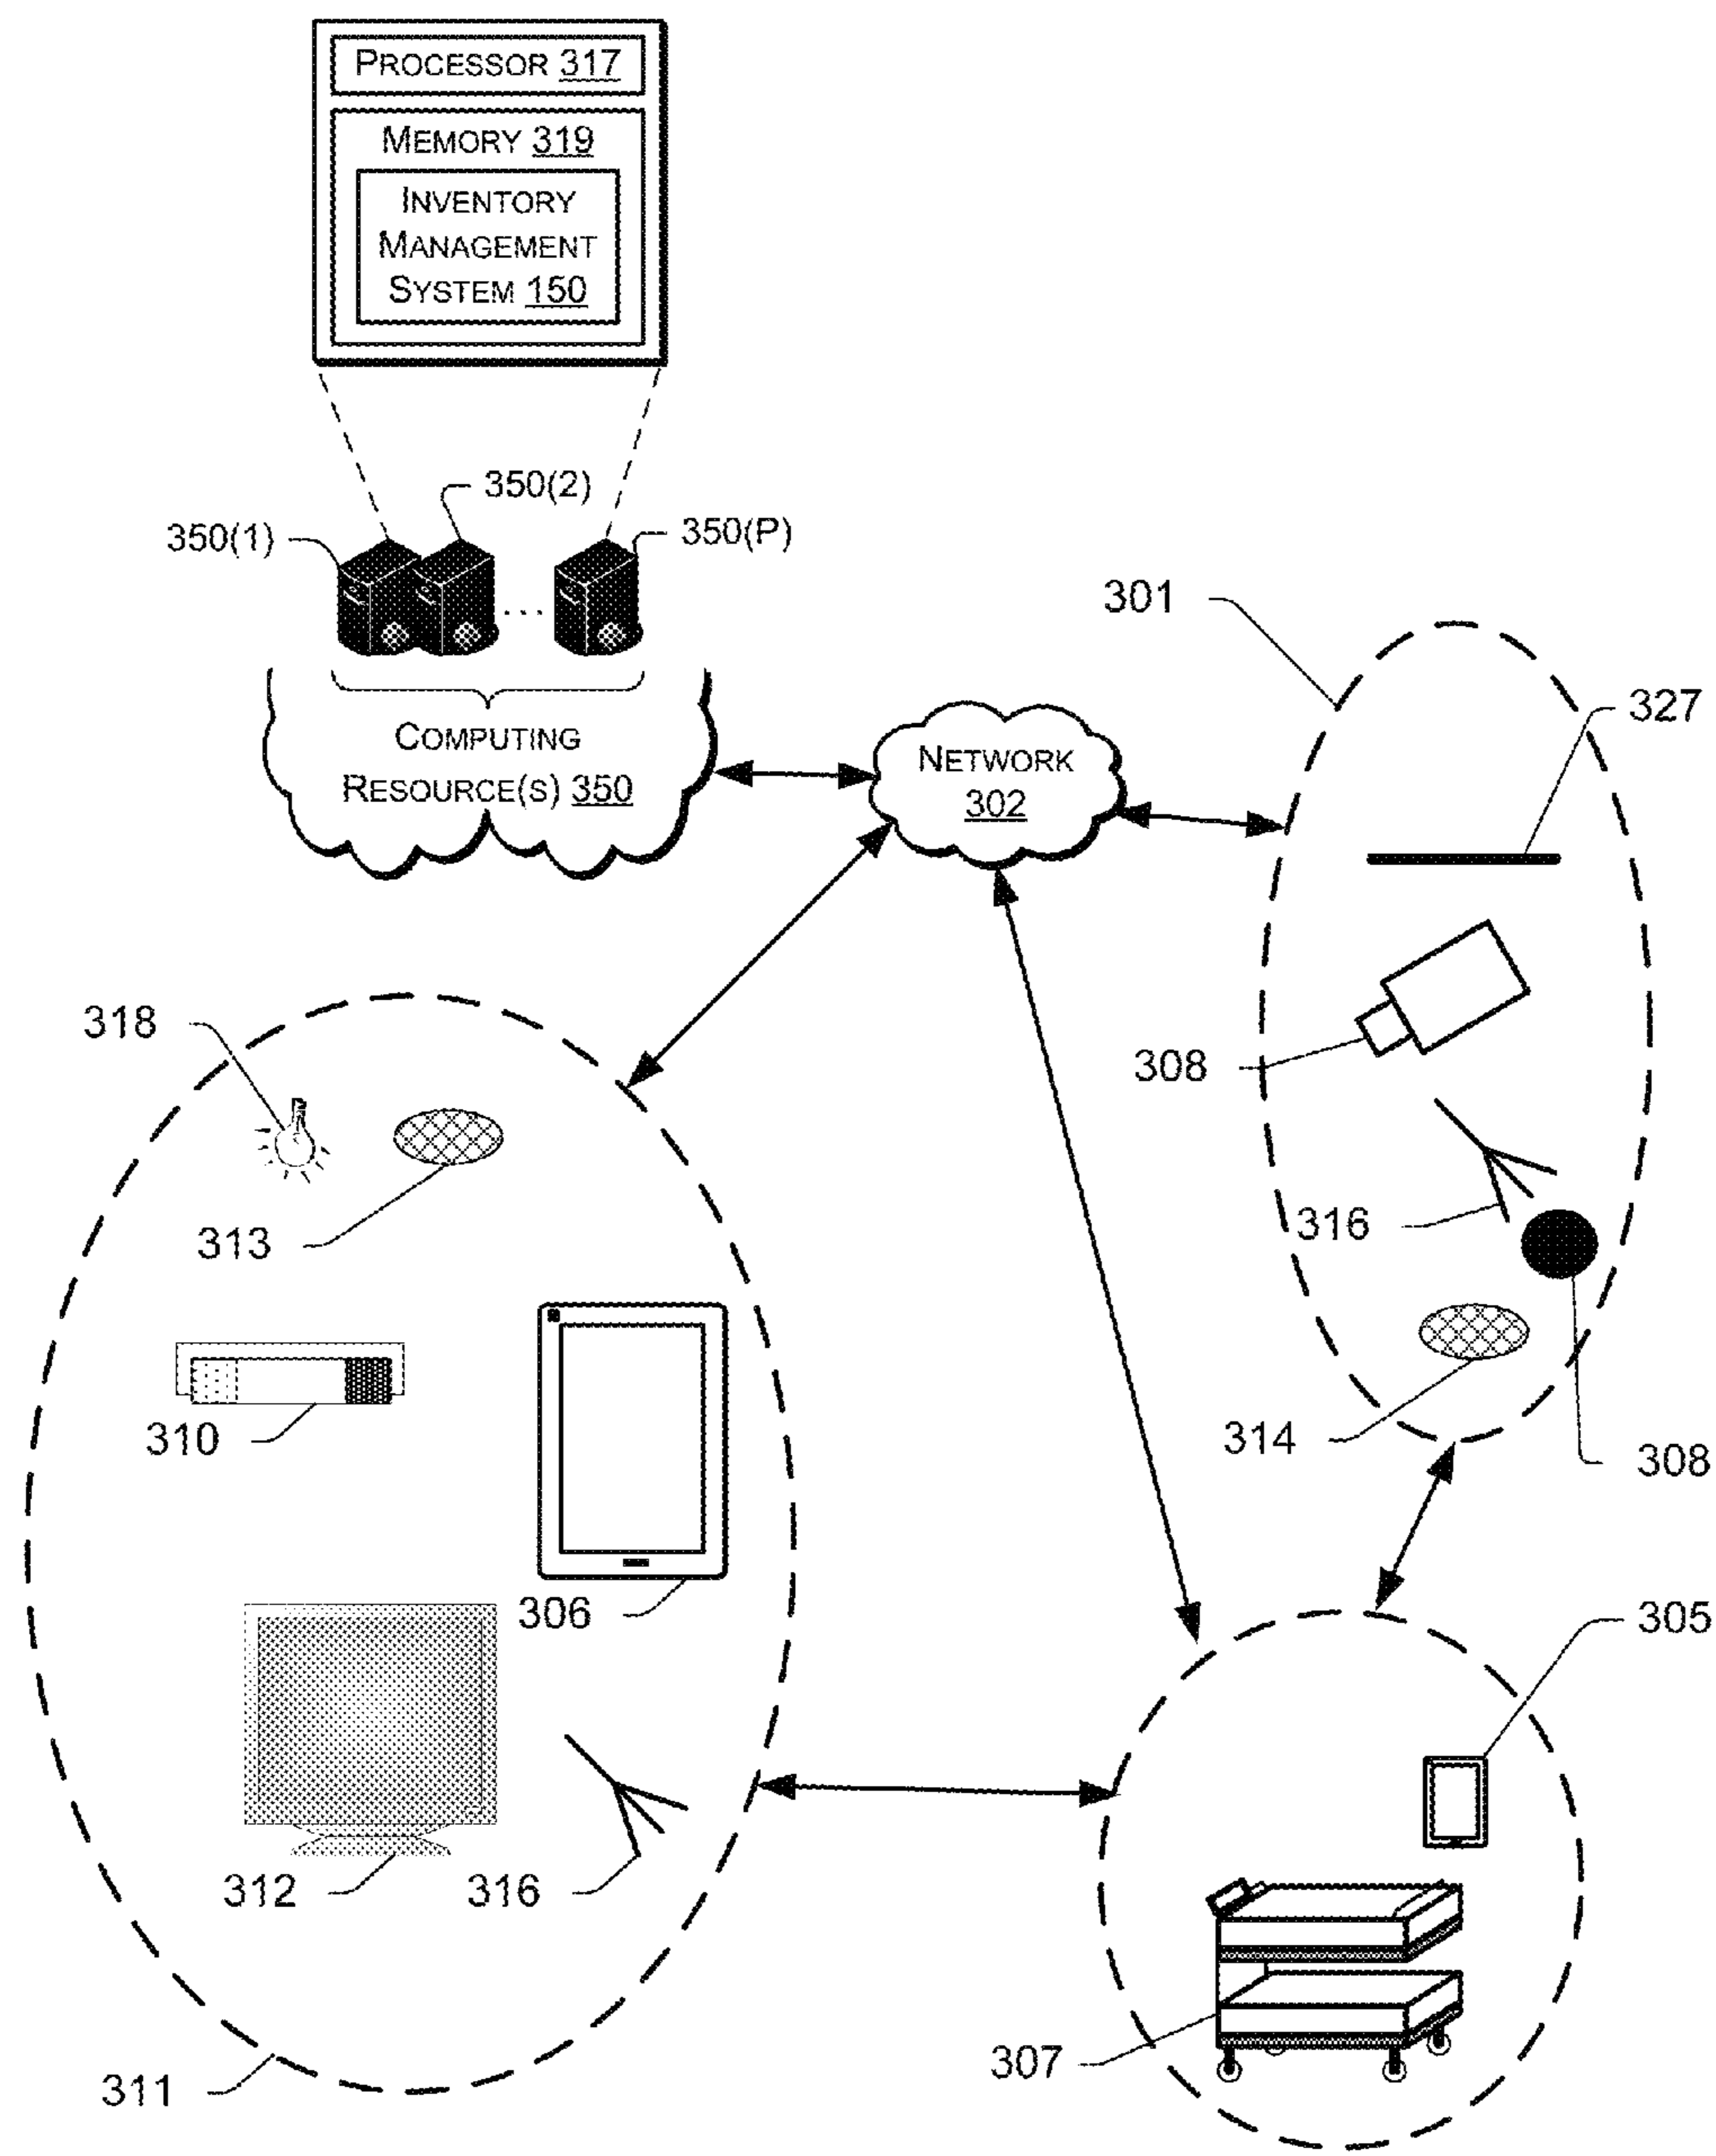 PROCESSOR 317
MEMORY 319
INVENTORY
MANAGEMENT
SYSTEM 150
350(2)
350(1)
350(P)
...
COMPUTING
RESOURCE(S) 350
NETWORK
302
301
327
308
316
314
308
318
313
310
306
312
316
311
305
307